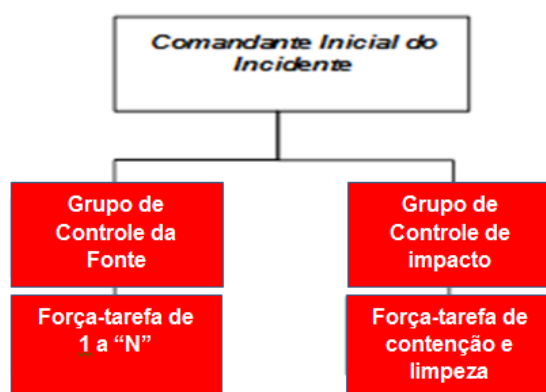 Comandante Inicial do
Incidente
Grupo de
Controle da
Fonte
Grupo de
Controle de
impacto
Força-tarefa de
1 a “N”
Força-tarefa de
contenção e
limpeza